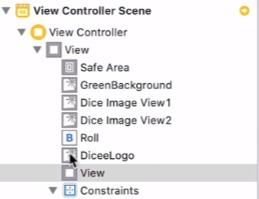 View Controller Scene
View Controller
View
Safe Area
GreenBackground
Dice Image View1
Dice Image View2
B Roll
DiceeLogo
View
Constraints